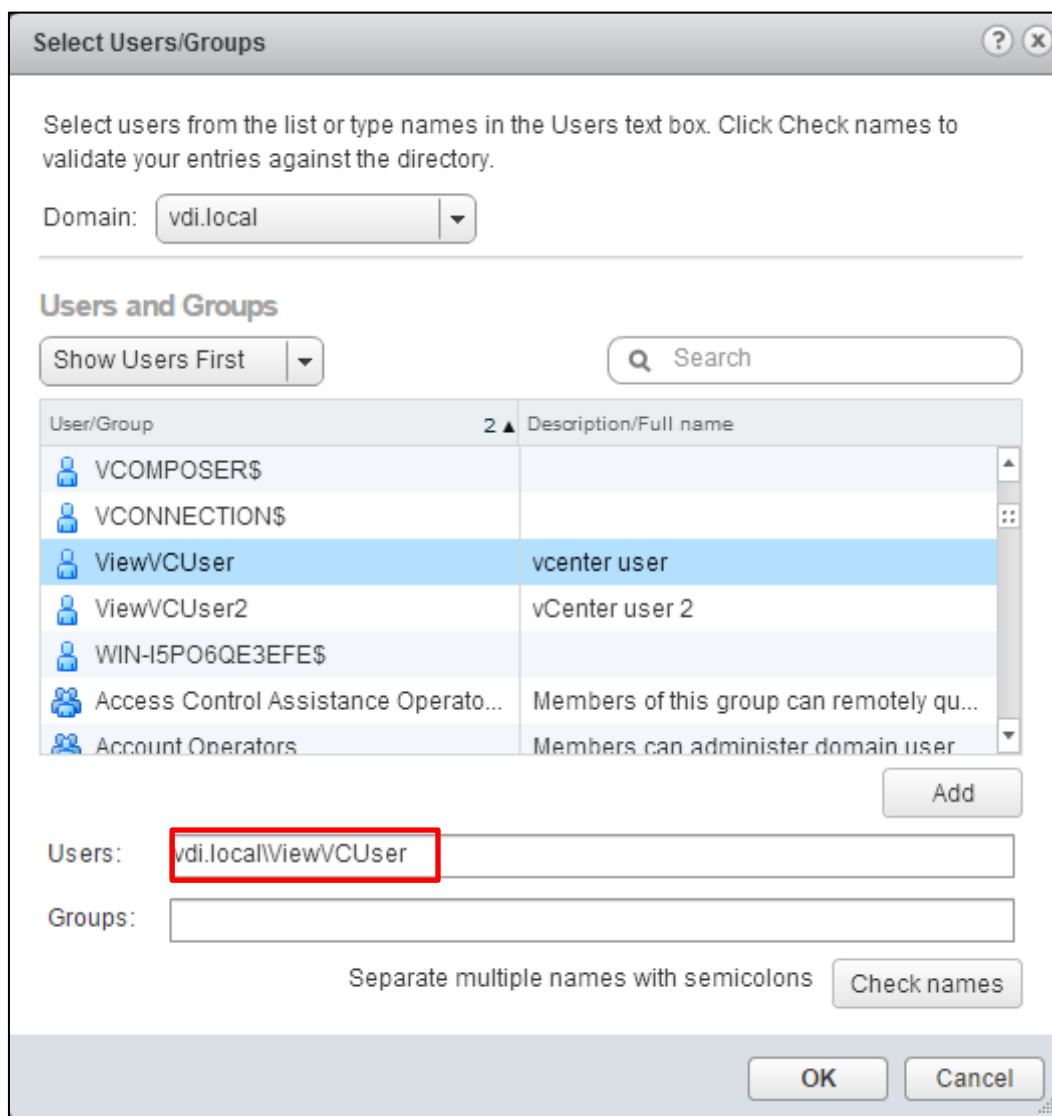 Select Users/Groups
Select users from the list or type names in the Users text box. Click Check names to
validate your entries against the directory.
Domain: vdi.local
Users and Groups
Show Users First Search
User/Group 2 Description/Full name
VCOMPOSER$
VCONNECTION$
ViewVCUser vcenter user
ViewVCUser2 vCenter user 2
WIN-I5PO6QE3EFE$
Access Control Assistance Operato... Members of this group can remotely qu...
Account Operators Members can administer domain user
Add
Users: vdi.local\ViewVCUser
Groups:
Separate multiple names with semicolons Check names
OK Cancel